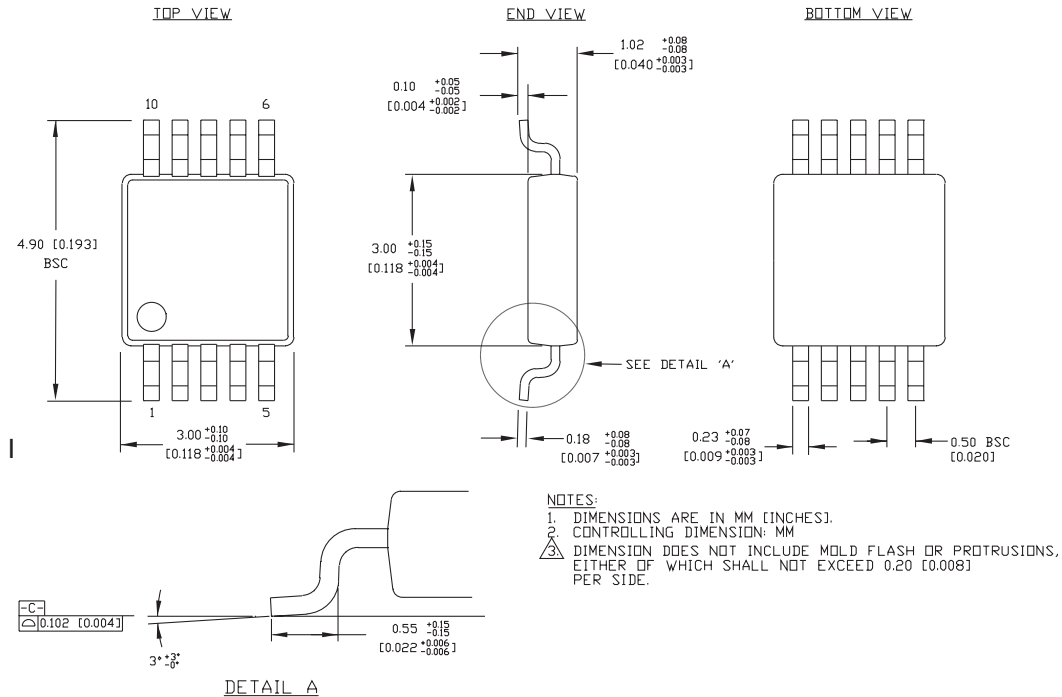 TOP VIEW
END VIEW
BOTTOM VIEW
1.02 +0.08 -0.08
[0.040 +0.003 -0.003]
0.10 +0.05 -0.05
[0.004 +0.002 -0.002]
10
6
4.90 [0.193]
BSC
3.00 +0.15 -0.15
[0.118 +0.004 -0.004]
SEE DETAIL 'A'
1
5
3.00 +0.10 -0.10
[0.118 +0.004 -0.004]
0.18 +0.08 -0.08
[0.007 +0.003 -0.003]
0.23 +0.07 -0.08
[0.009 +0.003 -0.003]
0.50 BSC
[0.020]
NOTES:
1. DIMENSIONS ARE IN MM [INCHES].
2. CONTROLLING DIMENSION: MM
3. DIMENSION DOES NOT INCLUDE MOLD FLASH OR PROTRUSIONS,
EITHER OF WHICH SHALL NOT EXCEED 0.20 [0.008]
PER SIDE.
-C-
0.102 [0.004]
3° +3° -0°
0.55 +0.15 -0.15
[0.022 +0.006 -0.006]
DETAIL A